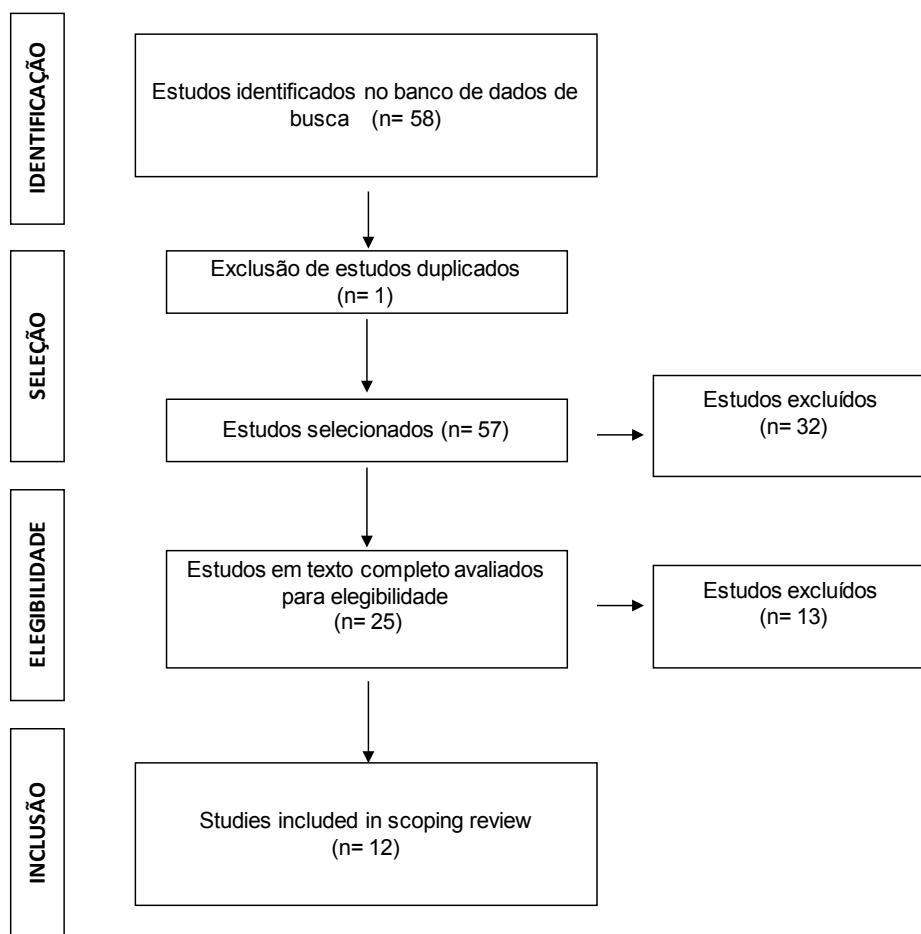 IDENTIFICAÇÃO
Estudos identificados no banco de dados de
busca (n= 58)
SELEÇÃO
Exclusão de estudos duplicados
(n= 1)
Estudos selecionados (n= 57)
Estudos excluídos
(n= 32)
ELEGIBILIDADE
Estudos em texto completo avaliados
para elegibilidade
(n= 25)
Estudos excluídos
(n= 13)
INCLUSÃO
Studies included in scoping review
(n= 12)